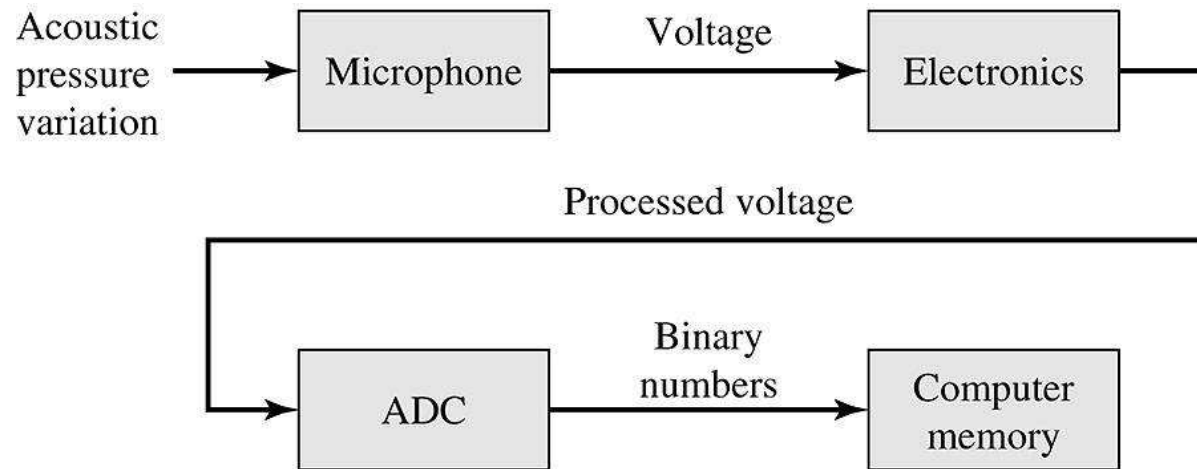 Acoustic
pressure
variation
Microphone
Voltage
Electronics
Processed voltage
ADC
Binary
numbers
Computer
memory